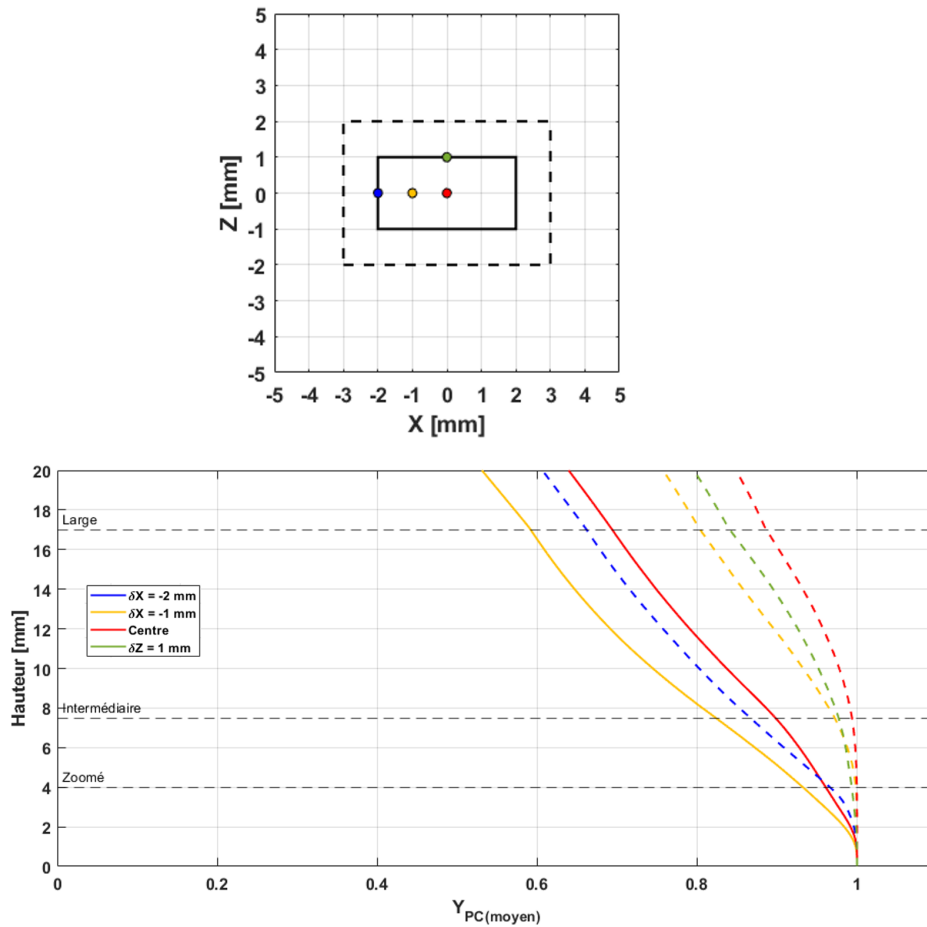 5
4
3
2
1
0
-1
-2
-3
-4
-5
Z [mm]
-5 -4 -3 -2 -1 0 1 2 3 4 5
X [mm]
20
18
16
14
12
10
8
6
4
2
0
Hauteur [mm]
Large
δX = -2 mm
δX = -1 mm
Centre
δZ = 1 mm
Intermédiaire
Zoomé
0 0.2 0.4 0.6 0.8 1
YPC(moyen)